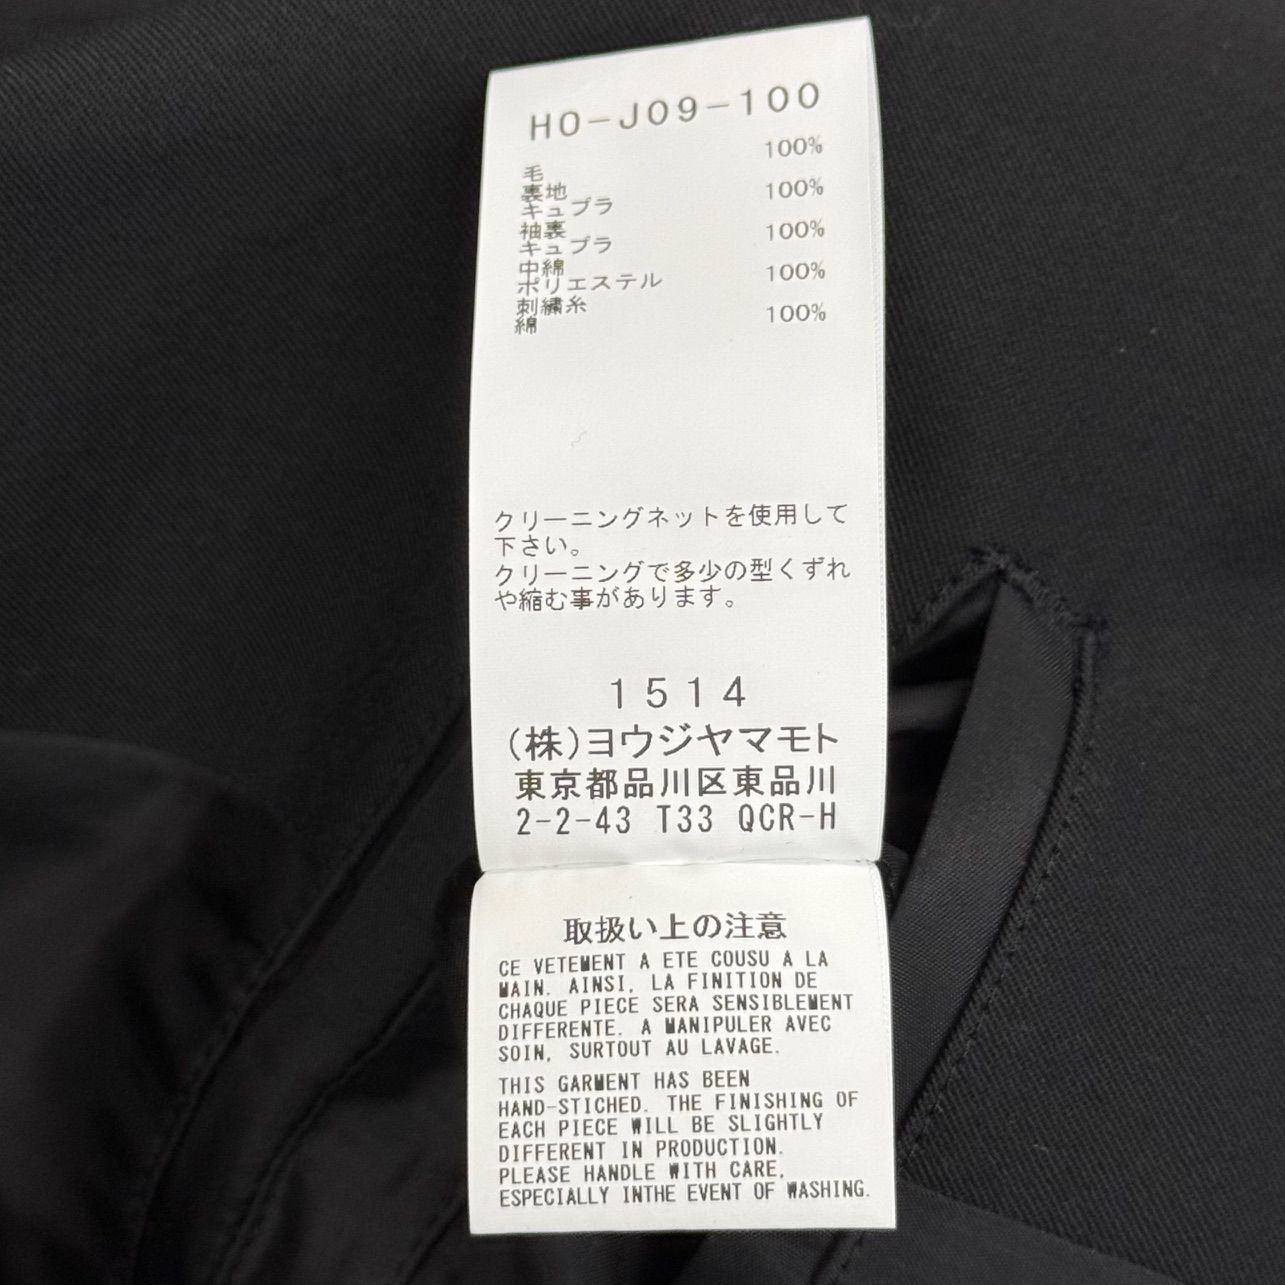 HO-J09-100
毛 100%
裏地
キュプラ 100%
袖裏
キュプラ 100%
中綿
ポリエステル 100%
刺繍糸
綿 100%
クリーニングネットを使用して
下さい。
クリーニングで多少の型くずれ
や縮む事があります。
1514
(株)ヨウジヤマモト
東京都品川区東品川
2-2-43 T33 QCR-H
取扱い上の注意
CE VETEMENT A ETE COUSU A LA
MAIN. AINSI, LA FINITION DE
CHAQUE PIECE SERA SENSIBLEMENT
DIFFERENTE. A MANIPULER AVEC
SOIN, SURTOUT AU LAVAGE.
THIS GARMENT HAS BEEN
HAND-STICHED. THE FINISHING OF
EACH PIECE WILL BE SLIGHTLY
DIFFERENT IN PRODUCTION.
PLEASE HANDLE WITH CARE,
ESPECIALLY INTHE EVENT OF WASHING.